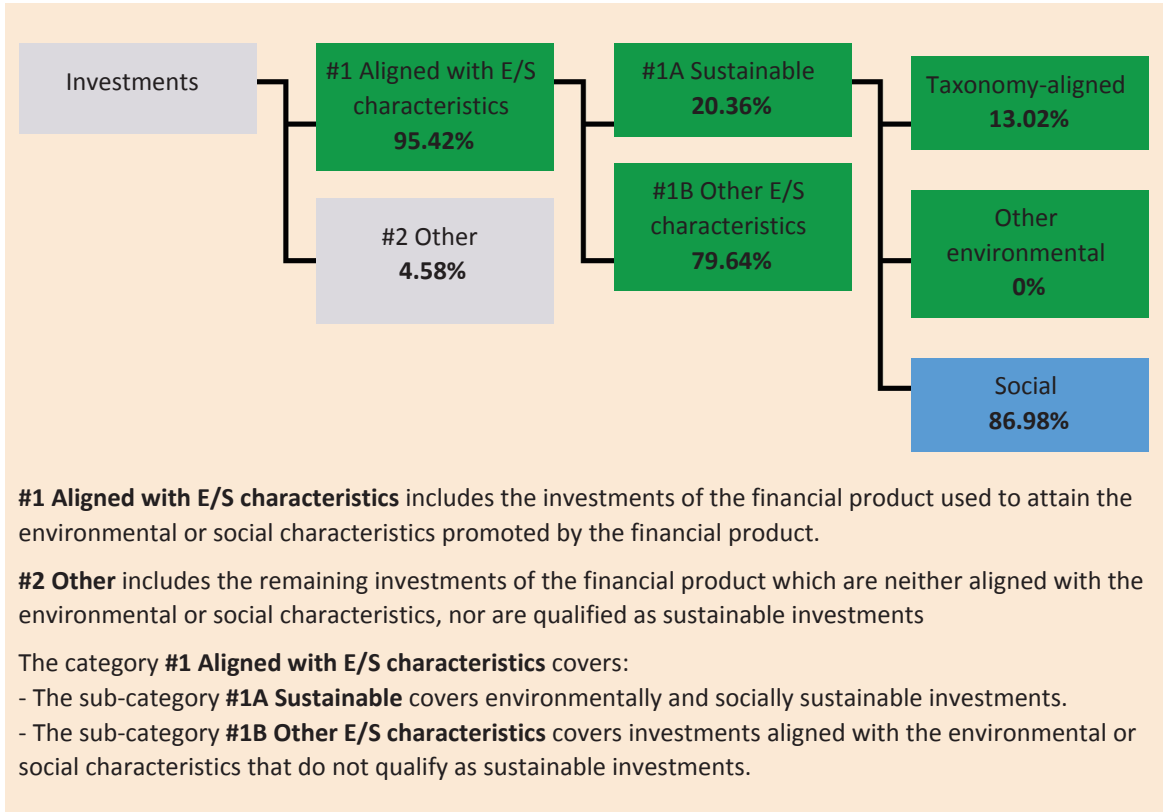 Investments
#1 Aligned with E/S
characteristics
95.42%
#2 Other
4.58%
#1A Sustainable
20.36%
#1B Other E/S
characteristics
79.64%
Taxonomy-aligned
13.02%
Other
environmental
0%
Social
86.98%
#1 Aligned with E/S characteristics includes the investments of the financial product used to attain the
environmental or social characteristics promoted by the financial product.
#2 Other includes the remaining investments of the financial product which are neither aligned with the
environmental or social characteristics, nor are qualified as sustainable investments
The category #1 Aligned with E/S characteristics covers:
- The sub-category #1A Sustainable covers environmentally and socially sustainable investments.
- The sub-category #1B Other E/S characteristics covers investments aligned with the environmental or
social characteristics that do not qualify as sustainable investments.